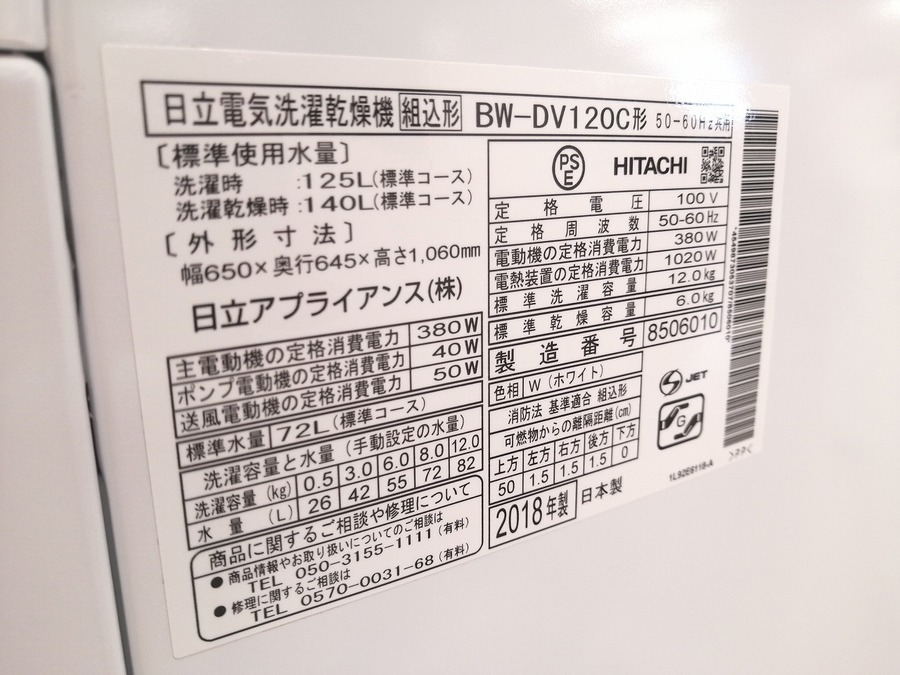 日立電気洗濯乾燥機 組込形 BW-DV120C形 50-60Hz共用
［標準使用水量］
洗濯時 :125L(標準コース)
洗濯乾燥時:140L(標準コース)
［外形寸法］
幅650×奥行645×高さ1,060mm
日立アプライアンス(株)
主電動機の定格消費電力 380W
ポンプ電動機の定格消費電力 40W
送風電動機の定格消費電力 50W
標準水量 72L(標準コース)
洗濯容量と水量(手動設定の水量)
洗濯容量(kg) 0.5 3.0 6.0 8.0 12.0
水量(L) 26 42 55 72 82
商品に関するご相談や修理について
●商品情報やお取り扱いについてのご相談は
TEL 050-3155-1111(有料)
●修理に関するご相談は
TEL 0570-0031-68(有料)
PSE HITACHI
定格電圧 100V
定格周波数 50-60Hz
電動機の定格消費電力 380W
電熱装置の定格消費電力 1020W
標準洗濯容量 12.0kg
標準乾燥容量 6.0kg
製造番号 8506010
色相 W(ホワイト)
消防法 基準適合 組込形
可燃物からの離隔距離(cm)
上方 左方 右方 後方 下方
50 1.5 1.5 1.5 0
2018年製 日本製
S JET
G
1L92E6118-A
>PP<